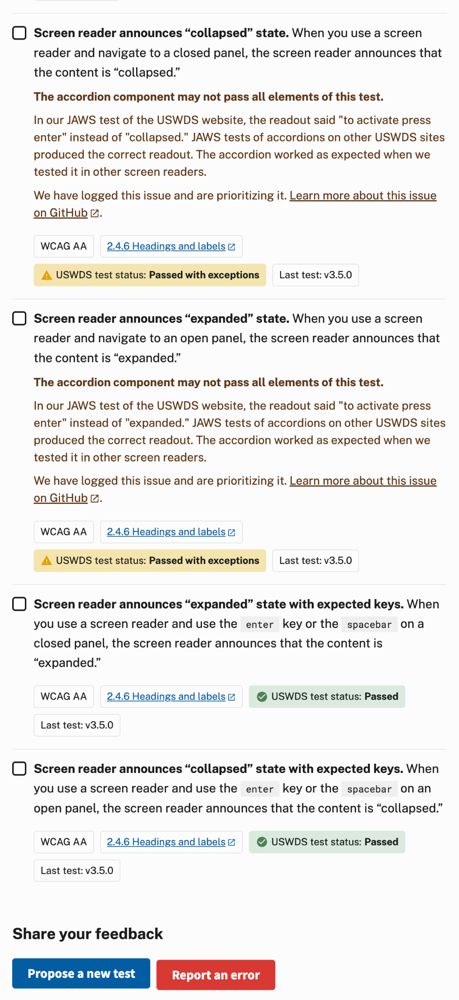 Screen reader announces “collapsed” state. When you use a screen
reader and navigate to a closed panel, the screen reader announces that
the content is “collapsed.”
The accordion component may not pass all elements of this test.
In our JAWS test of the USWDS website, the readout said "to activate press
enter" instead of "collapsed." JAWS tests of accordions on other USWDS sites
produced the correct readout. The accordion worked as expected when we
tested it in other screen readers.
We have logged this issue and are prioritizing it. Learn more about this issue
on GitHub.
WCAG AA 2.4.6 Headings and labels
USWDS test status: Passed with exceptions Last test: v3.5.0
Screen reader announces “expanded” state. When you use a screen
reader and navigate to an open panel, the screen reader announces that
the content is “expanded.”
The accordion component may not pass all elements of this test.
In our JAWS test of the USWDS website, the readout said "to activate press
enter" instead of "expanded." JAWS tests of accordions on other USWDS sites
produced the correct readout. The accordion worked as expected when we
tested it in other screen readers.
We have logged this issue and are prioritizing it. Learn more about this issue
on GitHub.
WCAG AA 2.4.6 Headings and labels
USWDS test status: Passed with exceptions Last test: v3.5.0
Screen reader announces “expanded” state with expected keys. When
you use a screen reader and use the enter key or the spacebar on a
closed panel, the screen reader announces that the content is
“expanded.”
WCAG AA 2.4.6 Headings and labels USWDS test status: Passed
Last test: v3.5.0
Screen reader announces “collapsed” state with expected keys. When
you use a screen reader and use the enter key or the spacebar on an
open panel, the screen reader announces that the content is “collapsed.”
WCAG AA 2.4.6 Headings and labels USWDS test status: Passed
Last test: v3.5.0
Share your feedback
Propose a new test Report an error